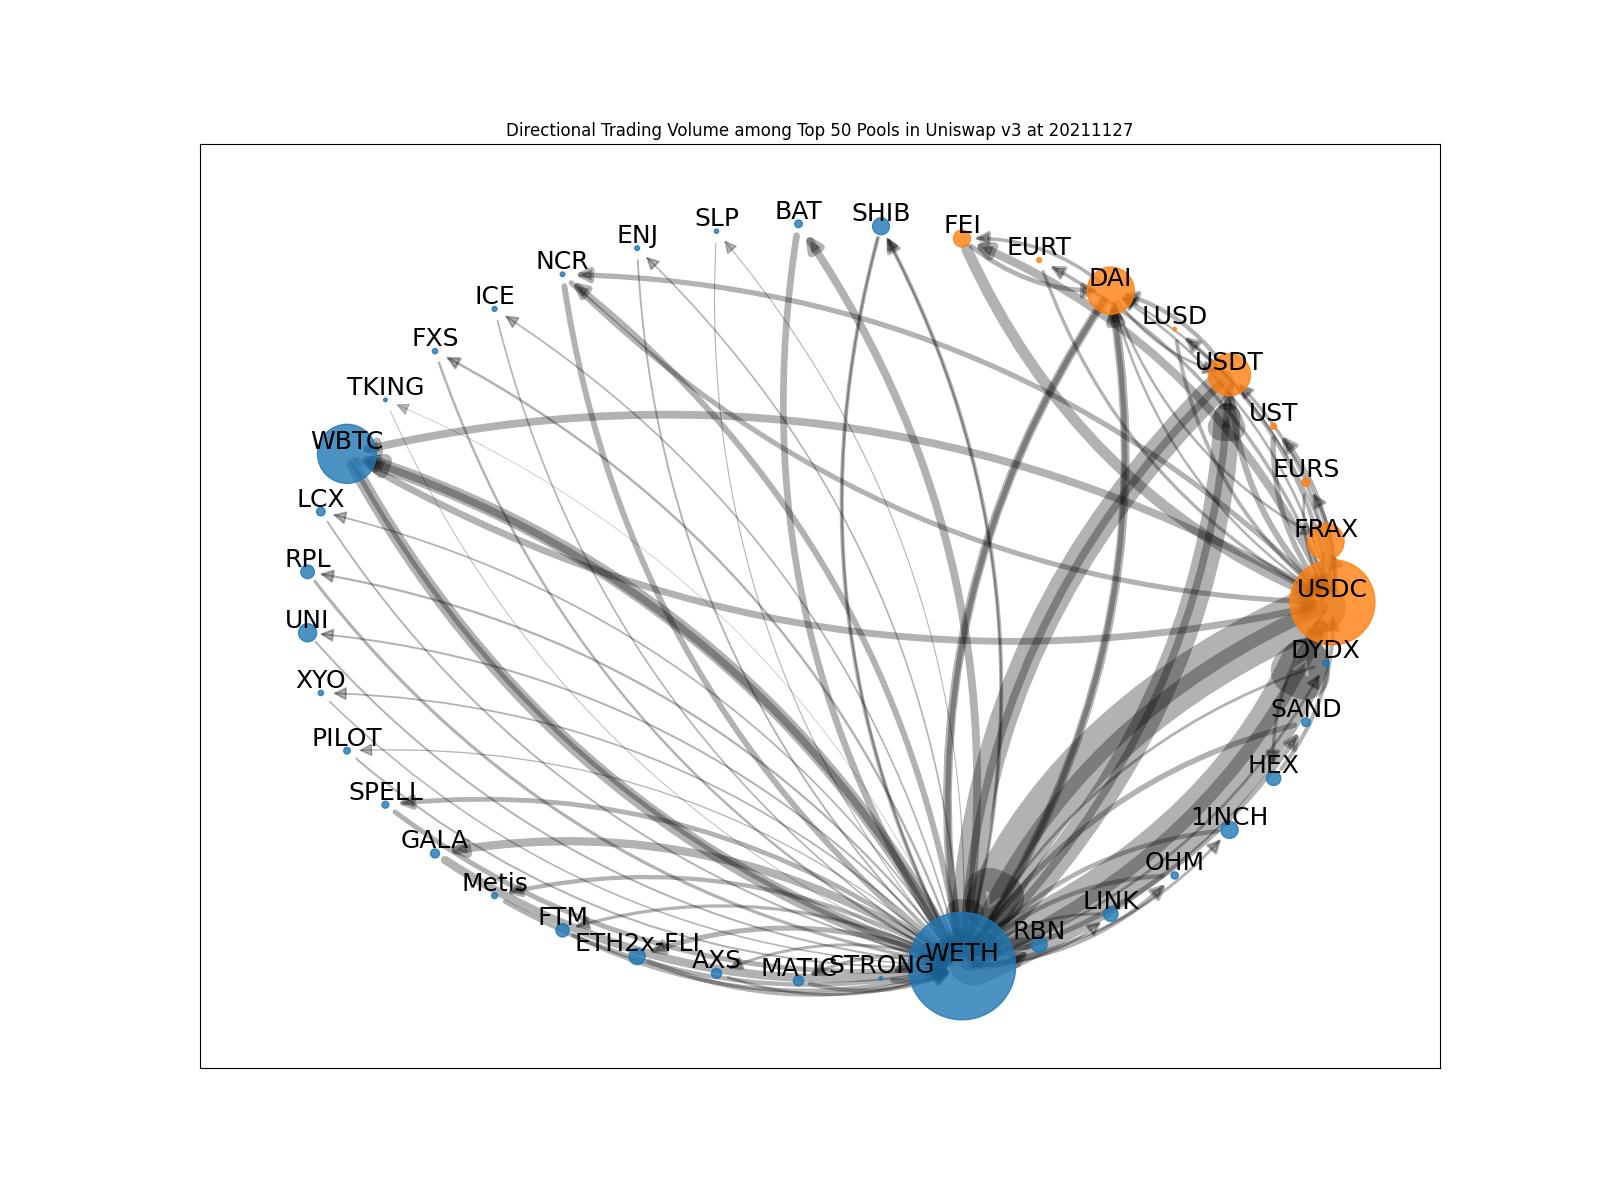 Directional Trading Volume among Top 50 Pools in Uniswap v3 at 20211127
BAT
SHIB
SLP
FEI
ENJ
EURT
NCR
DAI
ICE
LUSD
FXS
USDT
TKING
UST
WBTC
EURS
LCX
FRAX
RPL
USDC
UNI
DYDX
XYO
SAND
PILOT
HEX
SPELL
1INCH
GALA
OHM
Metis
LINK
FTM
RBN
ETH2x-FLI
WETH
AXS
MATIC
STRONG